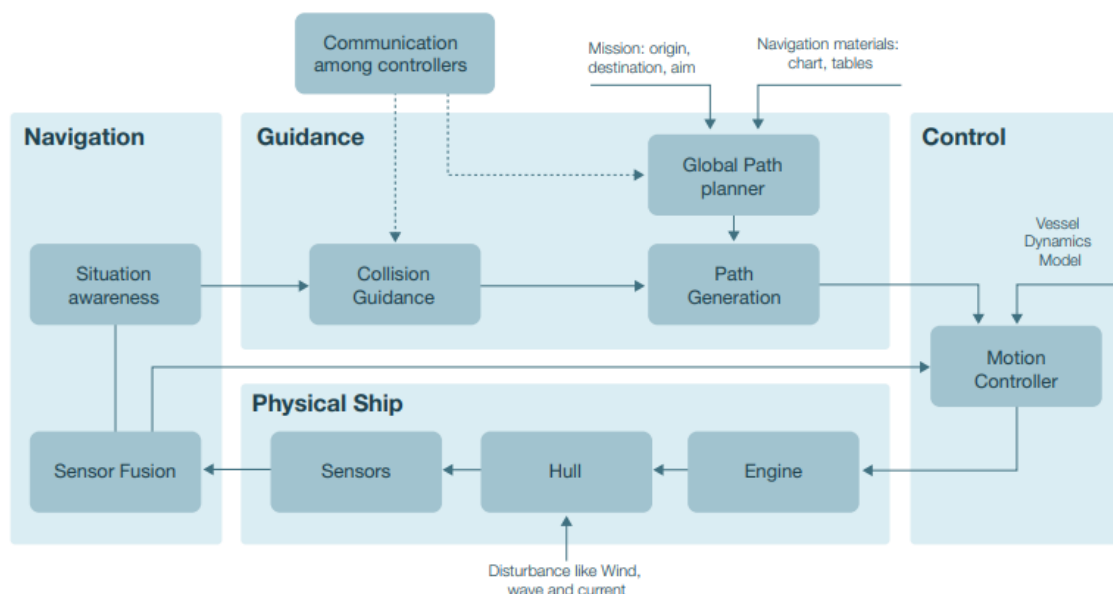 Communication
among controllers
Mission: origin,
destination, aim
Navigation materials:
chart, tables
Navigation
Guidance
Control
Global Path
planner
Vessel
Dynamics
Model
Situation
awareness
Collision
Guidance
Path
Generation
Motion
Controller
Physical Ship
Sensor Fusion
Sensors
Hull
Engine
Disturbance like Wind,
wave and current